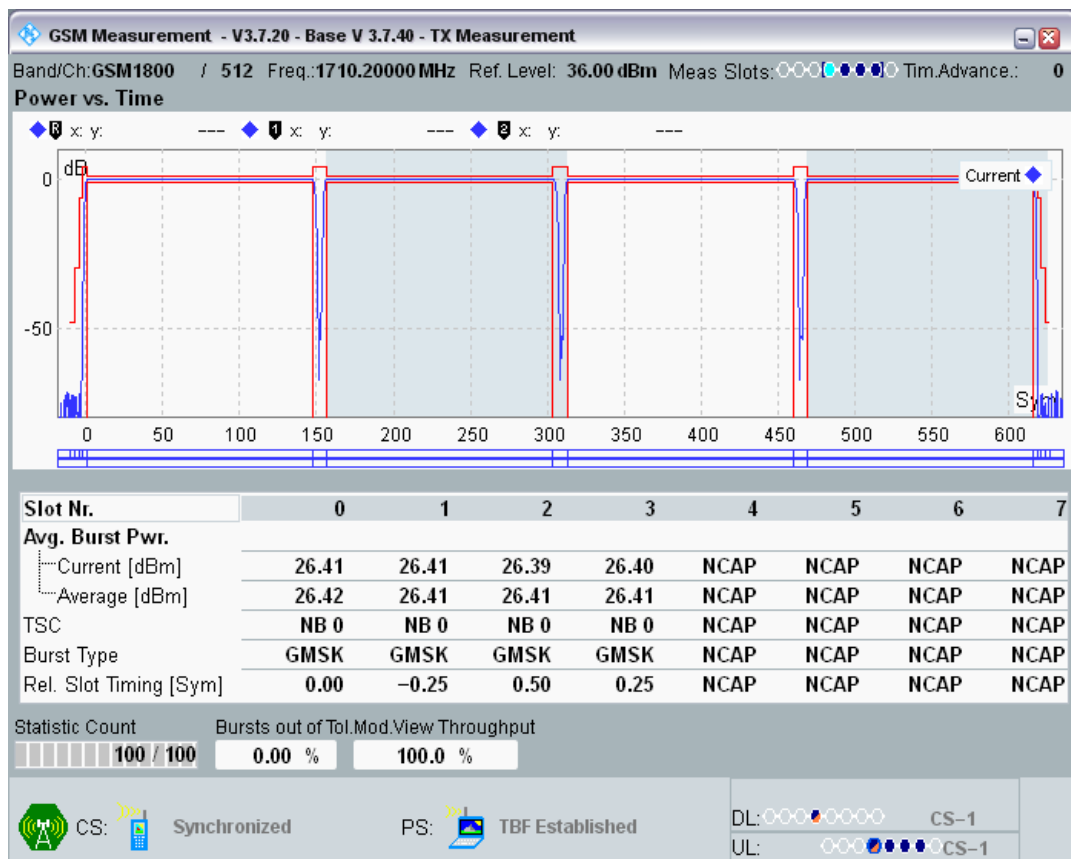 GSM Measurement - V3.7.20 - Base V 3.7.40 - TX Measurement
Band/Ch:GSM1800 / 512 Freq.:1710.20000 MHz Ref. Level: 36.00 dBm Meas Slots: Tim.Advance.: 0
Power vs. Time
R x: y: --- 1 x: y: --- 2 x: y: ---
dB
Current
0
-50
Sym
0 50 100 150 200 250 300 350 400 450 500 550 600
Slot Nr. 0 1 2 3 4 5 6 7
Avg. Burst Pwr.
Current [dBm] 26.41 26.41 26.39 26.40 NCAP NCAP NCAP NCAP
Average [dBm] 26.42 26.41 26.41 26.41 NCAP NCAP NCAP NCAP
TSC NB 0 NB 0 NB 0 NB 0 NCAP NCAP NCAP NCAP
Burst Type GMSK GMSK GMSK GMSK NCAP NCAP NCAP NCAP
Rel. Slot Timing [Sym] 0.00 −0.25 0.50 0.25 NCAP NCAP NCAP NCAP
Statistic Count Bursts out of Tol.Mod.View Throughput
100 / 100 0.00 % 100.0 %
CS: Synchronized PS: TBF Established
DL: CS−1
UL: CS−1